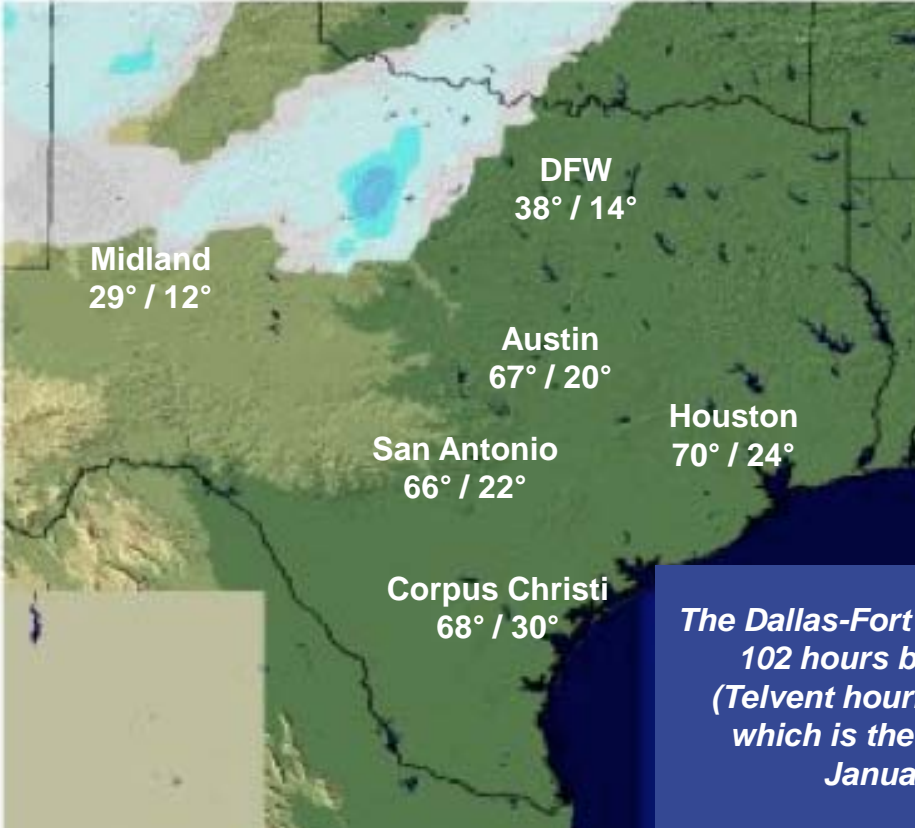 DFW
38° / 14°
Midland
29° / 12°
Austin
67° / 20°
Houston
70° / 24°
San Antonio
66° / 22°
Corpus Christi
68° / 30°
The Dallas-Fort
102 hours b
(Telvent hour
which is the
Janua